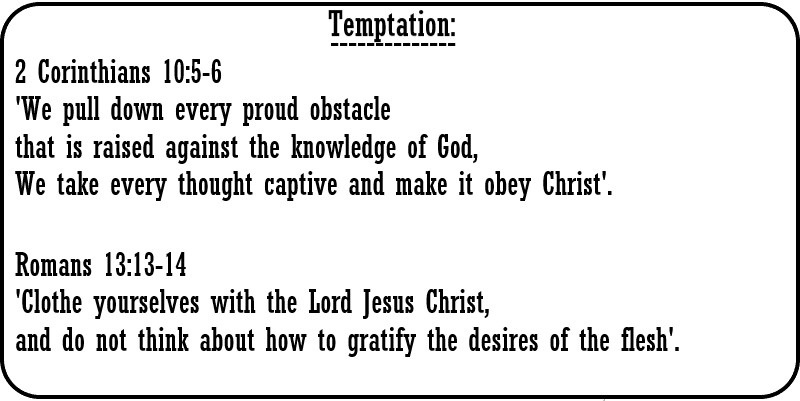 Temptation:
2 Corinthians 10:5-6
'We pull down every proud obstacle
that is raised against the knowledge of God,
We take every thought captive and make it obey Christ'.
Romans 13:13-14
'Clothe yourselves with the Lord Jesus Christ,
and do not think about how to gratify the desires of the flesh'.